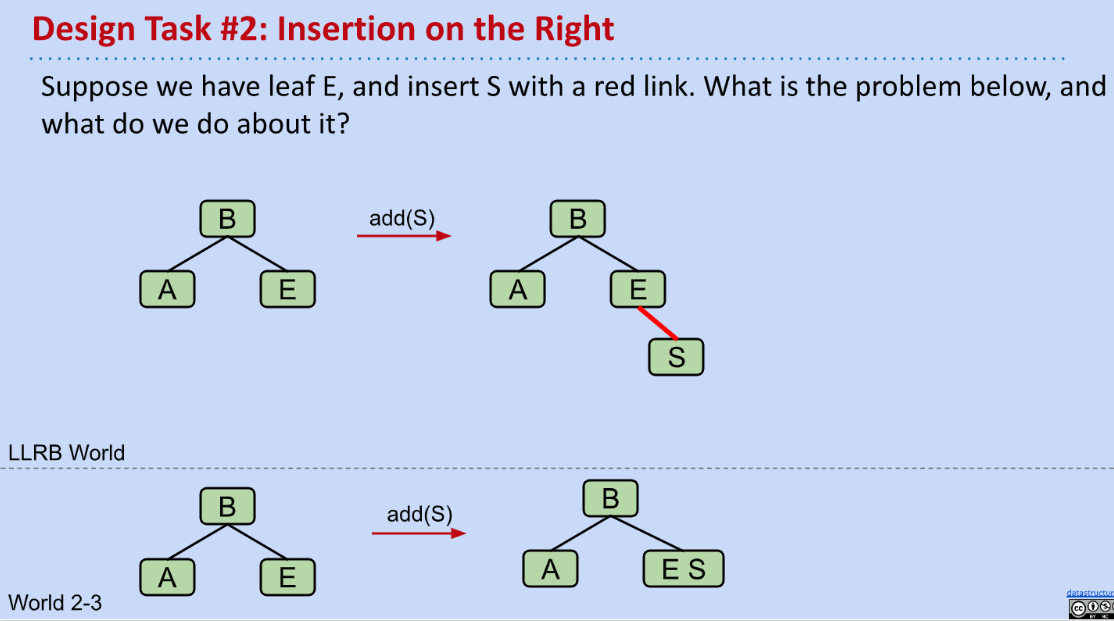 Design Task #2: Insertion on the Right
Suppose we have leaf E, and insert S with a red link. What is the problem below, and
what do we do about it?
B
add(S)
B
A
E
A
E
S
LLRB World
B
add(S)
B
A
E
A
E S
World 2-3